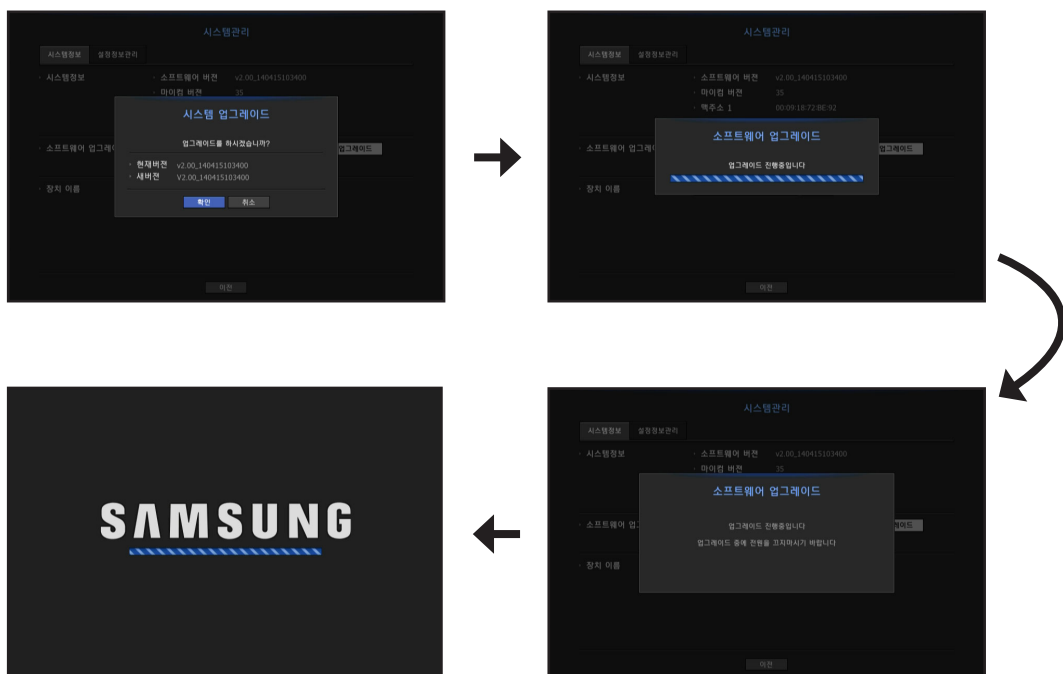 시스템관리
시스템정보 설정정보관리
· 시스템정보 · 소프트웨어 버젼 v2.00_140415103400
· 마이컴 버젼 35
시스템 업그레이드
업그레이드를 하시겠습니까?
· 소프트웨어 업그레 업그레이드
· 현재버젼 v2.00_140415103400
· 새버젼 V2.00_140415103400
· 장치 이름
확인 취소
이전
시스템관리
시스템정보 설정정보관리
· 시스템정보 · 소프트웨어 버젼 v2.00_140415103400
· 마이컴 버젼 35
· 맥주소 1 00:09:18:72:BE:92
소프트웨어 업그레이드
· 소프트웨어 업그레 업그레이드
업그레이드 진행중입니다
· 장치 이름
이전
SAMSUNG
시스템관리
시스템정보 설정정보관리
· 시스템정보 · 소프트웨어 버젼 v2.00_140415103400
· 마이컴 버젼 35
소프트웨어 업그레이드
· 소프트웨어 업그 레이드
업그레이드 진행중입니다
업그레이드 중에 전원을 끄지마시기 바랍니다
· 장치 이름
이전